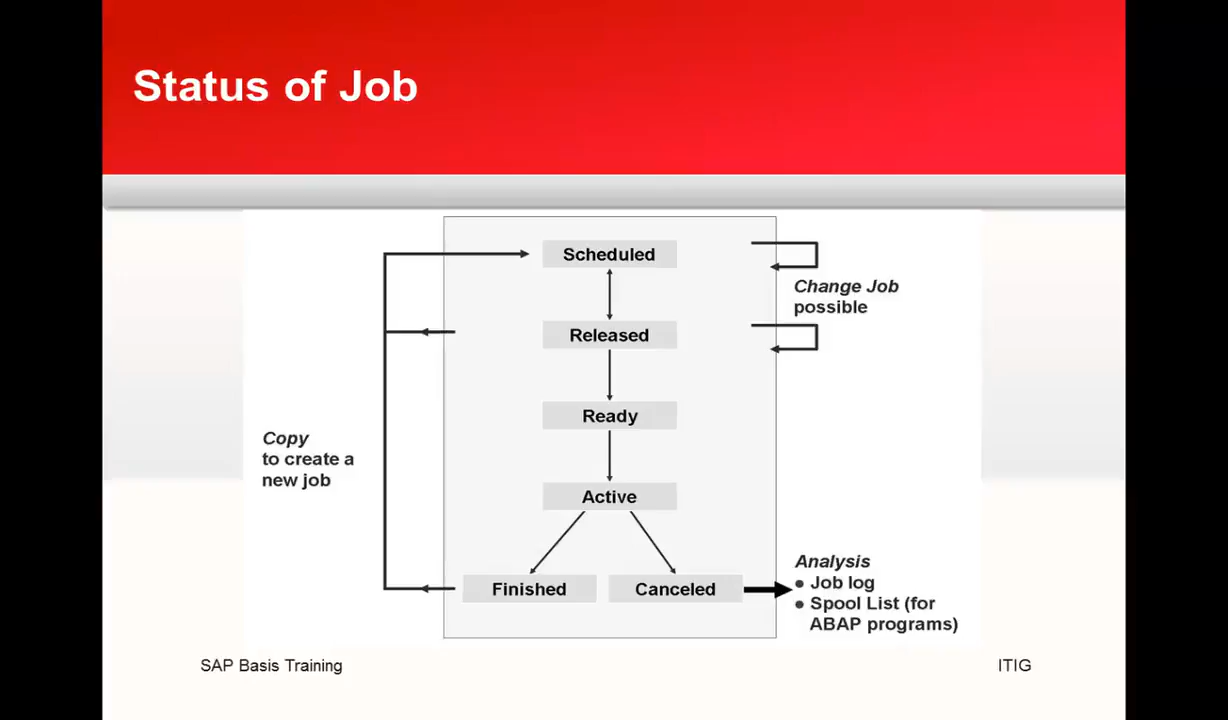 Status of Job
Scheduled
Change Job
possible
Released
Ready
Copy
to create a
new job
Active
Finished
Canceled
Analysis
● Job log
● Spool List (for
ABAP programs)
SAP Basis Training
ITIG